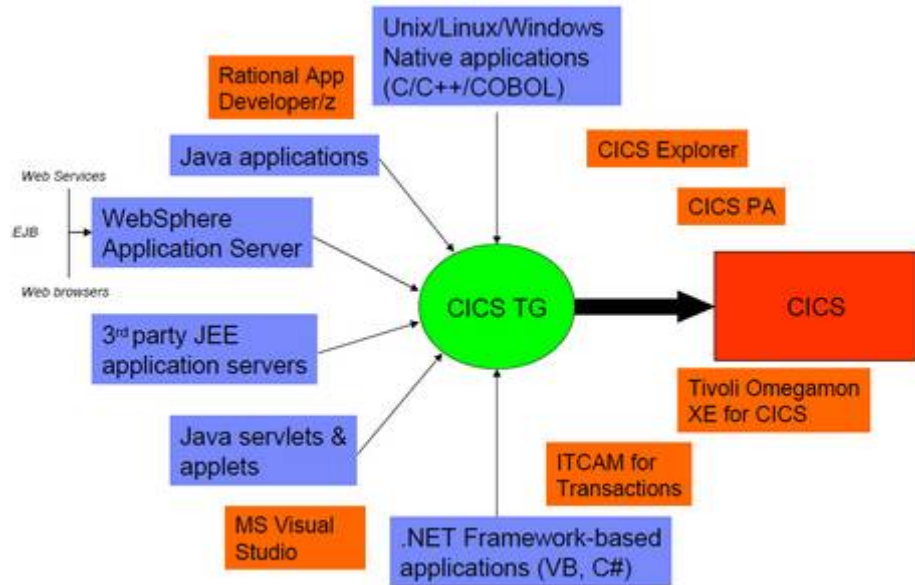 Unix/Linux/Windows
Native applications
(C/C++/COBOL)
Rational App
Developer/z
Java applications
CICS Explorer
CICS PA
Web Services
EJB
Web browsers
WebSphere
Application Server
CICS TG
CICS
3rd party JEE
application servers
Java servlets &
applets
Tivoli Omegamon
XE for CICS
ITCAM for
Transactions
MS Visual
Studio
.NET Framework-based
applications (VB, C#)